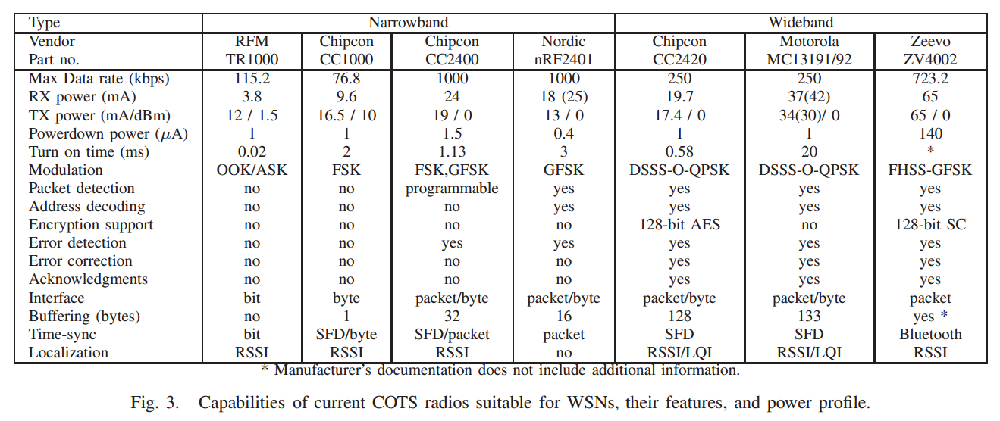 Type Narrowband Wideband
Vendor RFM Chipcon Chipcon Nordic Chipcon Motorola Zeevo
Part no. TR1000 CC1000 CC2400 nRF2401 CC2420 MC13191/92 ZV4002
Max Data rate (kbps) 115.2 76.8 1000 1000 250 250 723.2
RX power (mA) 3.8 9.6 24 18 (25) 19.7 37(42) 65
TX power (mA/dBm) 12 / 1.5 16.5 / 10 19 / 0 13 / 0 17.4 / 0 34(30)/ 0 65 / 0
Powerdown power (μA) 1 1 1.5 0.4 1 1 140
Turn on time (ms) 0.02 2 1.13 3 0.58 20 *
Modulation OOK/ASK FSK FSK,GFSK GFSK DSSS-O-QPSK DSSS-O-QPSK FHSS-GFSK
Packet detection no no programmable yes yes yes yes
Address decoding no no no yes yes yes yes
Encryption support no no no no 128-bit AES no 128-bit SC
Error detection no no yes yes yes yes yes
Error correction no no no no yes yes yes
Acknowledgments no no no no yes yes yes
Interface bit byte packet/byte packet/byte packet/byte packet/byte packet
Buffering (bytes) no 1 32 16 128 133 yes *
Time-sync bit SFD/byte SFD/packet packet SFD SFD Bluetooth
Localization RSSI RSSI RSSI no RSSI/LQI RSSI/LQI RSSI
* Manufacturer's documentation does not include additional information.
Fig. 3. Capabilities of current COTS radios suitable for WSNs, their features, and power profile.